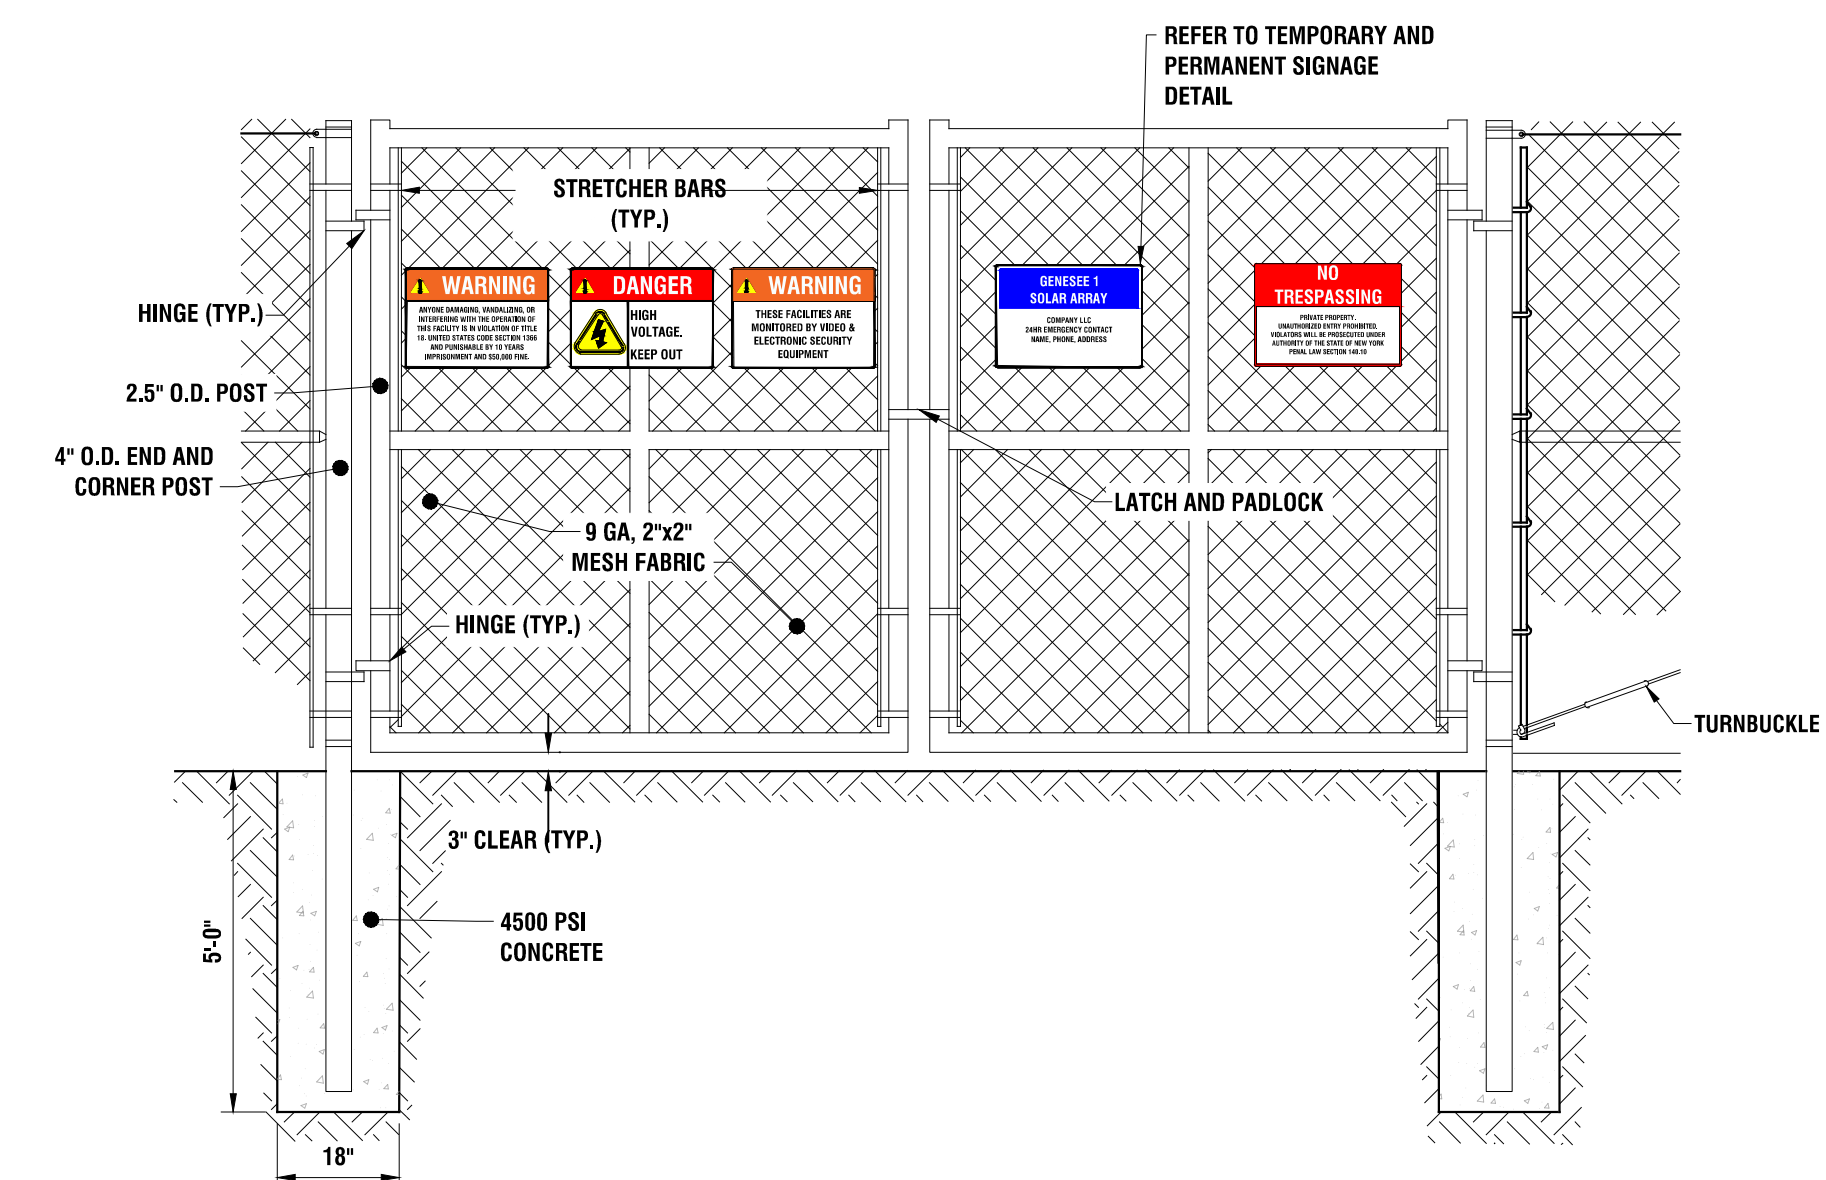 REFER TO TEMPORARY AND
PERMANENT SIGNAGE
DETAIL
STRETCHER BARS
(TYP.)
HINGE (TYP.)
WARNING
ANYONE DAMAGING, VANDALIZING, OR
INTERFERING WITH THE OPERATION OF
THIS FACILITY IS IN VIOLATION OF TITLE
18. UNITED STATES CODE SECTION 1366
AND PUNISHABLE BY 10 YEARS
IMPRISONMENT AND $50,000 FINE.
DANGER
HIGH
VOLTAGE.
KEEP OUT
WARNING
THESE FACILITIES ARE
MONITORED BY VIDEO &
ELECTRONIC SECURITY
EQUIPMENT
GENESEE 1
SOLAR ARRAY
COMPANY LLC
24HR EMERGENCY CONTACT
NAME, PHONE, ADDRESS
NO
TRESPASSING
PRIVATE PROPERTY.
UNAUTHORIZED ENTRY PROHIBITED.
VIOLATORS WILL BE PROSECUTED UNDER
AUTHORITY OF THE STATE OF NEW YORK
PENAL LAW SECTION 140.10
2.5" O.D. POST
4" O.D. END AND
CORNER POST
LATCH AND PADLOCK
9 GA, 2"x2"
MESH FABRIC
HINGE (TYP.)
TURNBUCKLE
3" CLEAR (TYP.)
4500 PSI
CONCRETE
5'-0"
18"